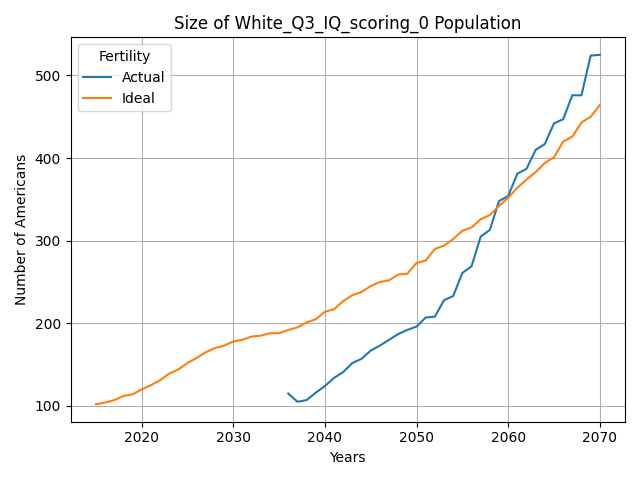 Size of White_Q3_IQ_scoring_0 Population
Fertility
Actual
Ideal
Number of Americans
500
400
300
200
100
2020 2030 2040 2050 2060 2070
Years